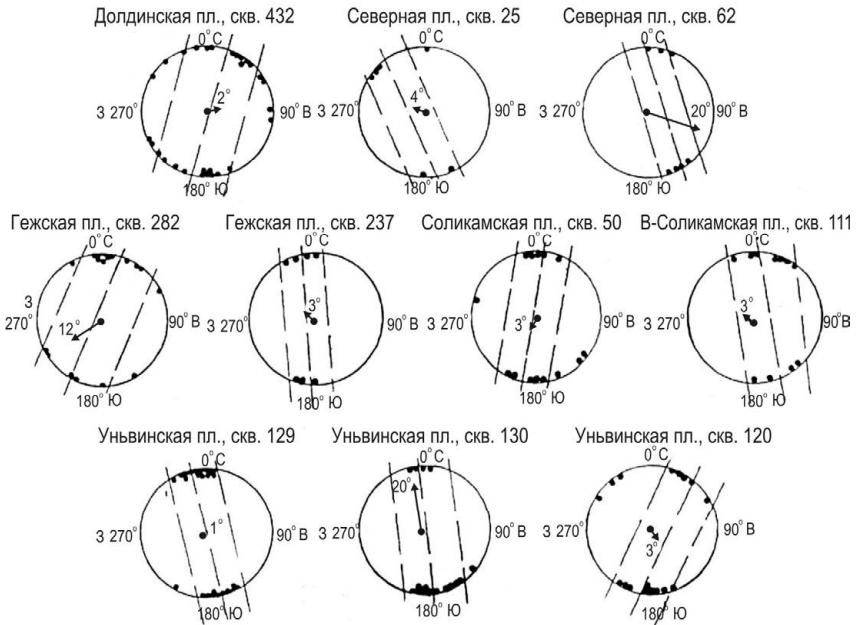 Долдинская пл., скв. 432
0° С
2°
З 270°
90° В
180° Ю
Северная пл., скв. 25
0° С
4°
З 270°
90° В
180° Ю
Северная пл., скв. 62
0° С
20°
З 270°
90° В
180° Ю
Гежская пл., скв. 282
0° С
З
270°
12°
90° В
180° Ю
Гежская пл., скв. 237
0° С
3°
З 270°
90° В
180° Ю
Соликамская пл., скв. 50
0° С
3°
З 270°
90° В
180° Ю
В-Соликамская пл., скв. 111
0° С
3°
З 270°
90° В
180° Ю
Уньвинская пл., скв. 129
0° С
1°
З 270°
90° В
180° Ю
Уньвинская пл., скв. 130
0° С
20°
З 270°
90° В
180° Ю
Уньвинская пл., скв. 120
0° С
3°
З 270°
90° В
180° Ю